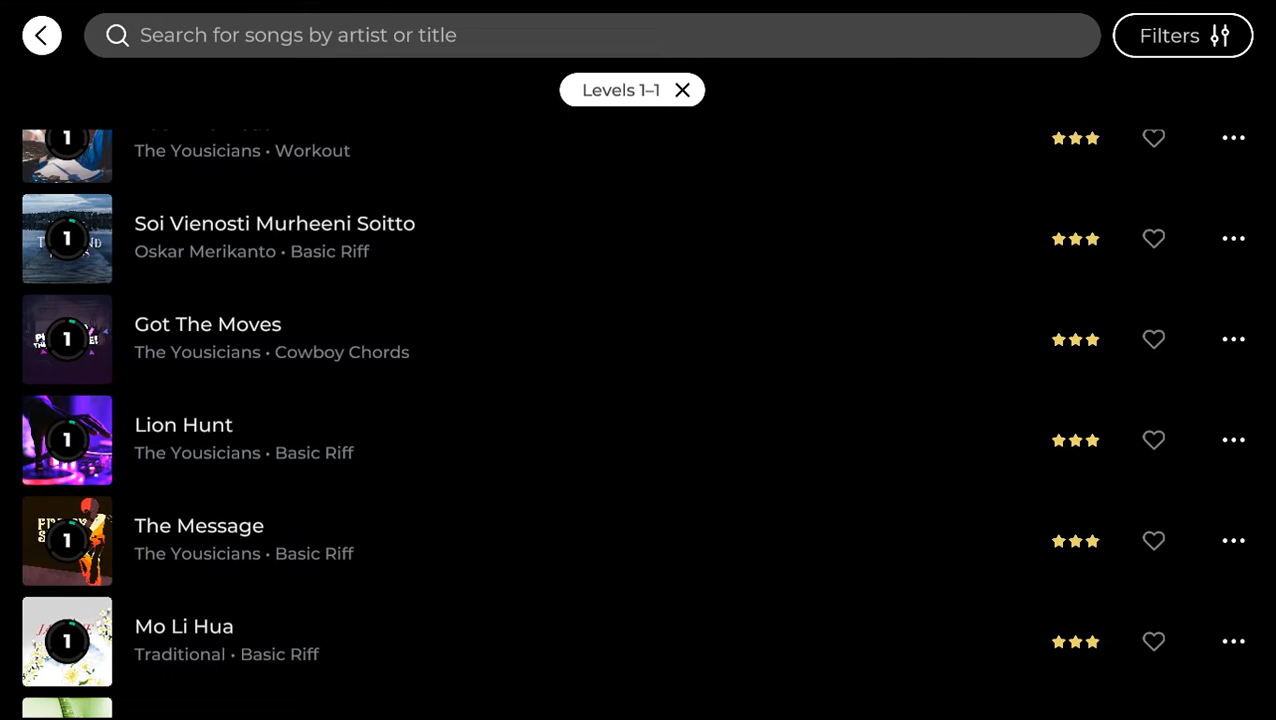 Search for songs by artist or title
Filters
Levels 1–1
1
The Yousicians • Workout
1
Soi Vienosti Murheeni Soitto
Oskar Merikanto • Basic Riff
1
Got The Moves
The Yousicians • Cowboy Chords
1
Lion Hunt
The Yousicians • Basic Riff
1
The Message
The Yousicians • Basic Riff
1
Mo Li Hua
Traditional • Basic Riff